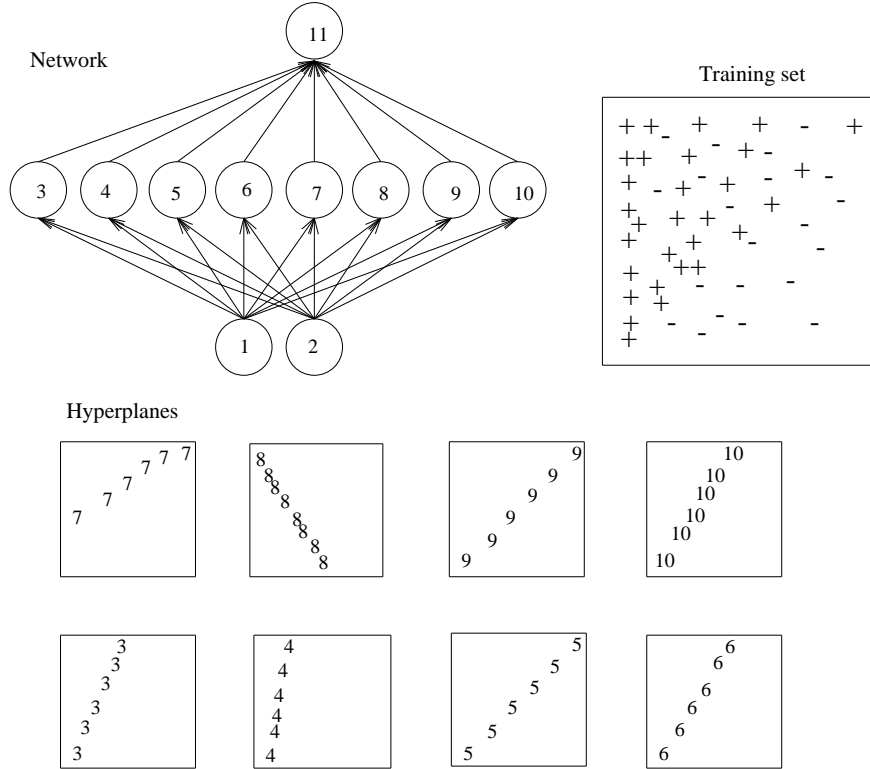 11
Network
Training set
3 4 5 6 7 8 9 10
1 2
+ + + + - +
- - + -
+ + +
+ - + - + - + -
+ + + - + -
+ + + -
+ + + - -
+ + +
+ + - - -
+ +
+ - - - -
+ -
Hyperplanes
7 7 7 7 7 7
8 8 8 8 8 8 8 8
9 9 9 9 9 9
10 10 10 10 10 10
3 3 3 3 3 3
4 4 4 4 4 4
5 5 5 5 5 5
6 6 6 6 6 6